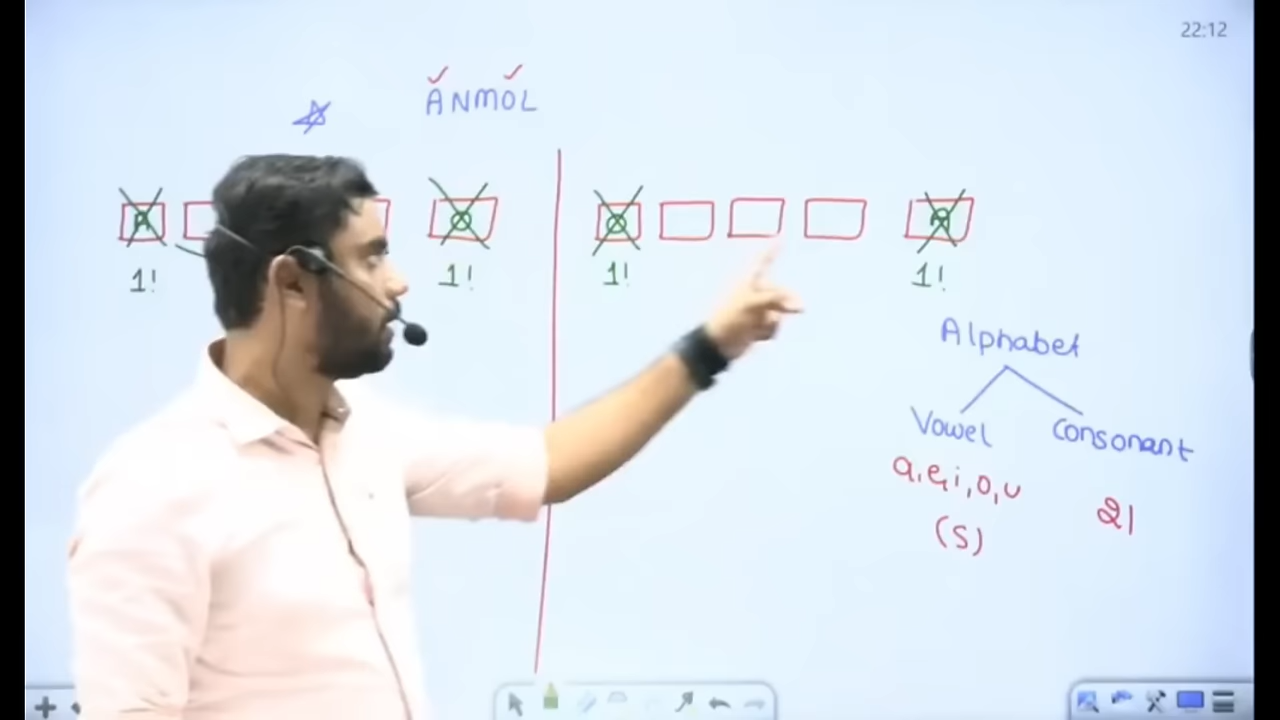 22:12
ANMOL
A
O
O
A
1!
1!
1!
1!
Alphabet
Vowel
Consonant
a, e, i, o, u
21
(5)